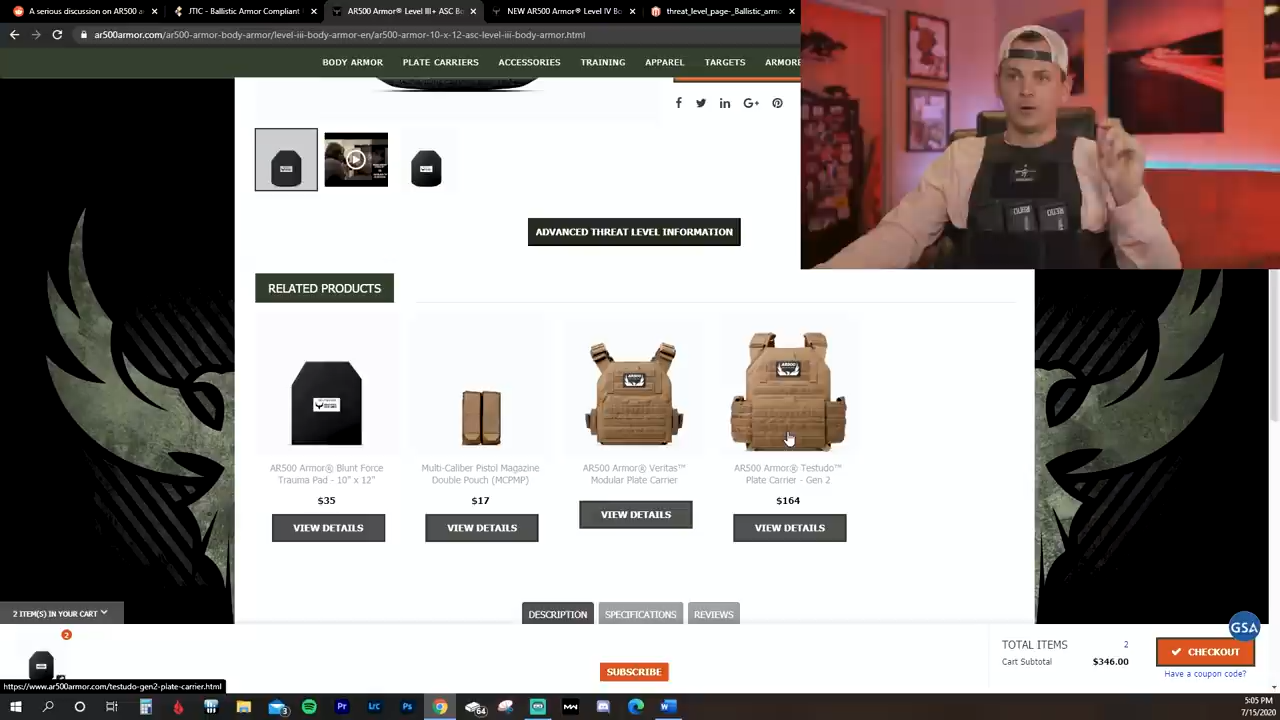 A serious discussion on AR500 a
JTIC - Ballistic Armor Compliant
AR500 Armor® Level III+ ASC Bo
NEW AR500 Armor® Level IV Bo
threat_level_page-_Ballistic_armo
ar500armor.com/ar500-armor-body-armor/level-iii-body-armor-en/ar500-armor-10-x-12-asc-level-iii-body-armor.html
BODY ARMOR PLATE CARRIERS ACCESSORIES TRAINING APPAREL TARGETS ARMORE
ADVANCED THREAT LEVEL INFORMATION
RELATED PRODUCTS
AR500 Armor® Blunt Force
Trauma Pad - 10" x 12"
$35
VIEW DETAILS
Multi-Caliber Pistol Magazine
Double Pouch (MCPMP)
$17
VIEW DETAILS
AR500 Armor® Veritas™
Modular Plate Carrier
VIEW DETAILS
AR500
AR500 Armor® Testudo™
Plate Carrier - Gen 2
$164
VIEW DETAILS
DESCRIPTION SPECIFICATIONS REVIEWS
2 ITEM(S) IN YOUR CART
2
SUBSCRIBE
TOTAL ITEMS 2
Cart Subtotal $346.00
GSA
CHECKOUT
Have a coupon code?
https://www.ar500armor.com/testudo-gen2-plate-carrier.html
5:05 PM
7/15/2020